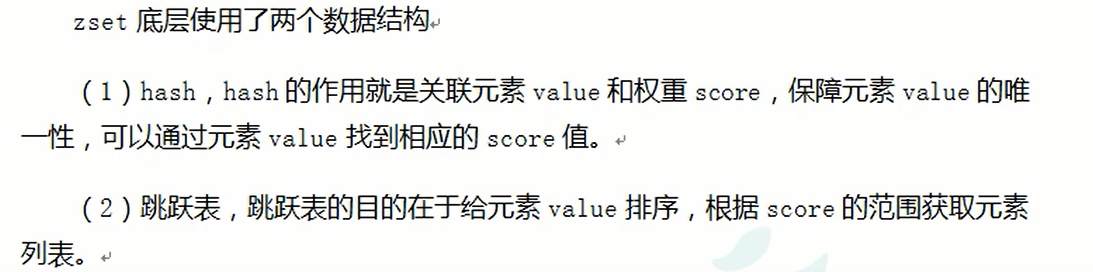 zset 底层使用了两个数据结构
（1）hash，hash 的作用就是关联元素 value 和权重 score，保障元素 value 的唯
一性，可以通过元素 value 找到相应的 score 值。
（2）跳跃表，跳跃表的目的在于给元素 value 排序，根据 score 的范围获取元素
列表。